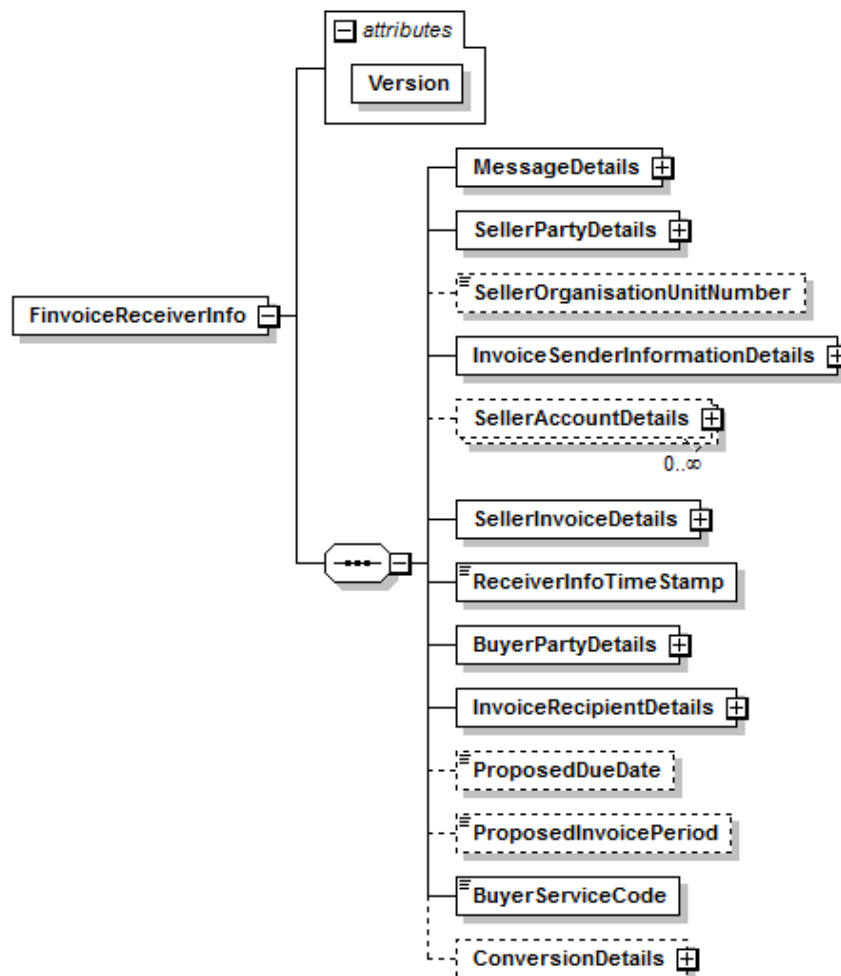 attributes
Version
MessageDetails
SellerPartyDetails
SellerOrganisationUnitNumber
FinvoiceReceiverInfo
InvoiceSenderInformationDetails
SellerAccountDetails
0..∞
SellerInvoiceDetails
ReceiverInfoTimeStamp
BuyerPartyDetails
InvoiceRecipientDetails
ProposedDueDate
ProposedInvoicePeriod
BuyerServiceCode
ConversionDetails